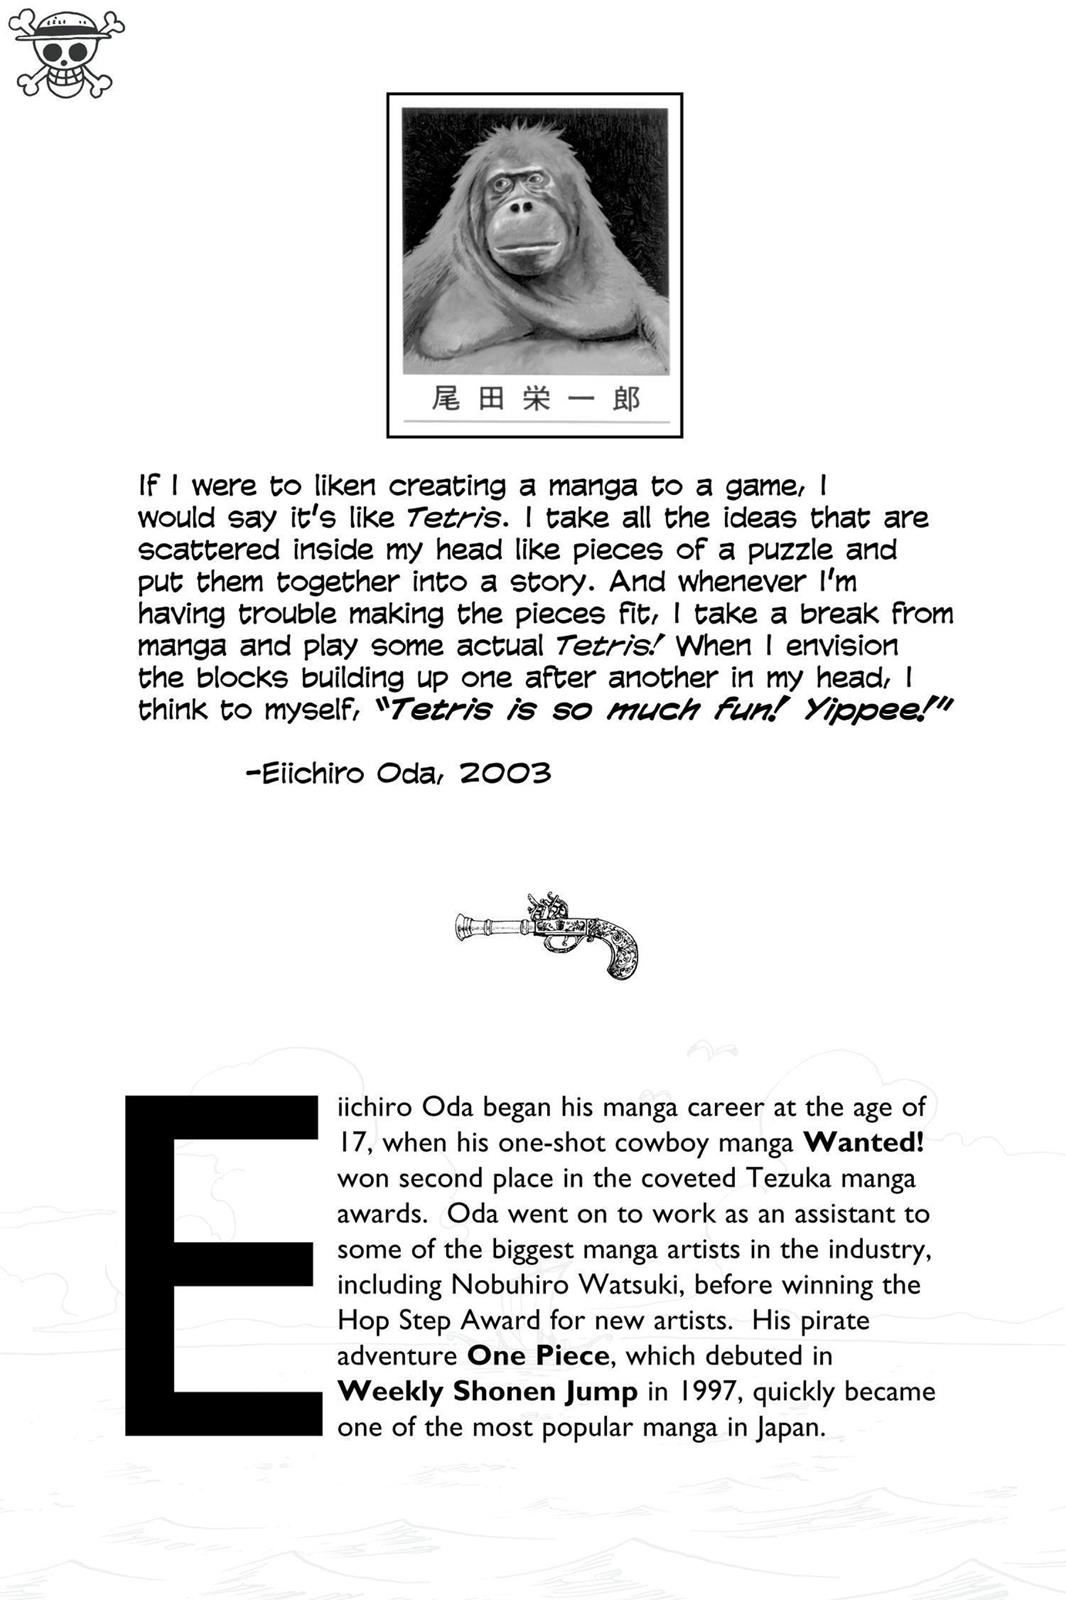 尾田栄一郎
If I were to liken creating a manga to a game, I
would say it's like Tetris. I take all the ideas that are
scattered inside my head like pieces of a puzzle and
put them together into a story. And whenever I'm
having trouble making the pieces fit, I take a break from
manga and play some actual Tetris! When I envision
the blocks building up one after another in my head, I
think to myself, "Tetris is so much fun! Yippee!"
-Eiichiro Oda, 2003
Eiichiro Oda began his manga career at the age of
17, when his one-shot cowboy manga Wanted!
won second place in the coveted Tezuka manga
awards. Oda went on to work as an assistant to
some of the biggest manga artists in the industry,
including Nobuhiro Watsuki, before winning the
Hop Step Award for new artists. His pirate
adventure One Piece, which debuted in
Weekly Shonen Jump in 1997, quickly became
one of the most popular manga in Japan.